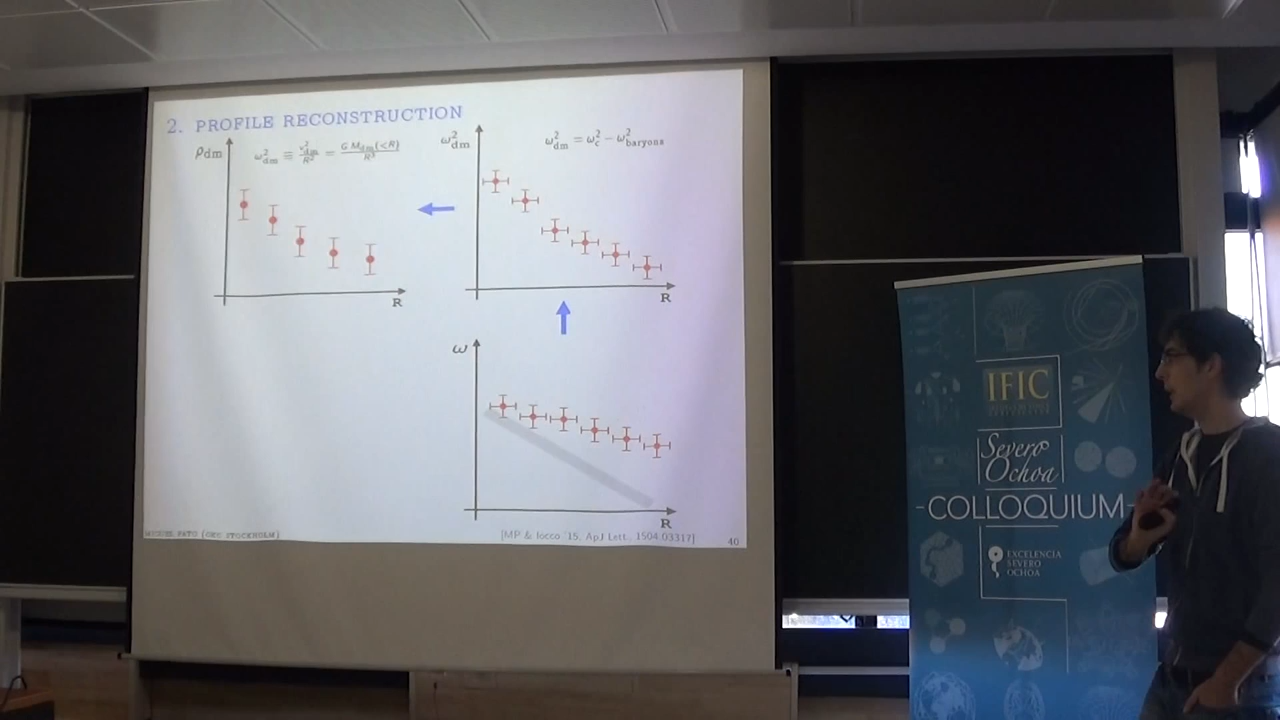 2. PROFILE RECONSTRUCTION
ρdm
ω²dm ≡ v²dm/R² = G Mdm(<R)/R³
R
ω²dm
ω²dm = ω²c − ω²baryons
R
ω
R
[MP & Iocco '15, ApJ Lett., 1504.03317]
40
IFIC
Severo
Ochoa
-COLLOQUIUM-
EXCELENCIA
SEVERO
OCHOA